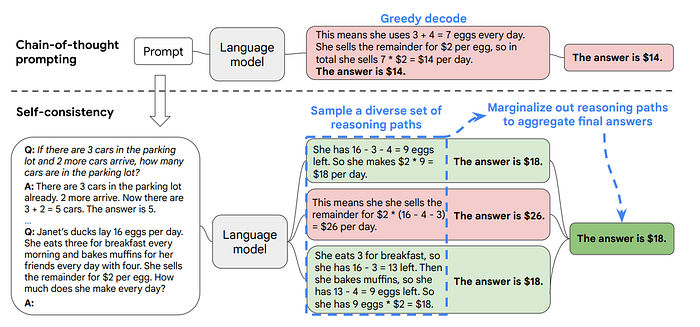 Greedy decode
Chain-of-thought
prompting
Prompt
Language
model
This means she uses 3 + 4 = 7 eggs every day.
She sells the remainder for $2 per egg, so in
total she sells 7 * $2 = $14 per day.
The answer is $14.
The answer is $14.
Self-consistency
Sample a diverse set of
reasoning paths
Marginalize out reasoning paths
to aggregate final answers
Q: If there are 3 cars in the parking
lot and 2 more cars arrive, how many
cars are in the parking lot?
A: There are 3 cars in the parking lot
already. 2 more arrive. Now there are
3 + 2 = 5 cars. The answer is 5.
...
Q: Janet's ducks lay 16 eggs per day.
She eats three for breakfast every
morning and bakes muffins for her
friends every day with four. She sells
the remainder for $2 per egg. How
much does she make every day?
A:
Language
model
She has 16 - 3 - 4 = 9 eggs
left. So she makes $2 * 9 =
$18 per day.
The answer is $18.
This means she she sells the
remainder for $2 * (16 - 4 - 3)
= $26 per day.
The answer is $26.
She eats 3 for breakfast, so
she has 16 - 3 = 13 left. Then
she bakes muffins, so she
has 13 - 4 = 9 eggs left. So
she has 9 eggs * $2 = $18.
The answer is $18.
The answer is $18.